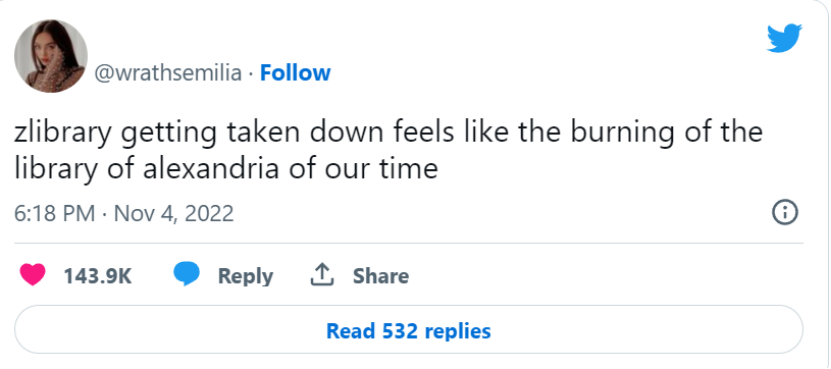 @wrathsemilia · Follow
zlibrary getting taken down feels like the burning of the
library of alexandria of our time
6:18 PM · Nov 4, 2022
143.9K Reply Share
Read 532 replies